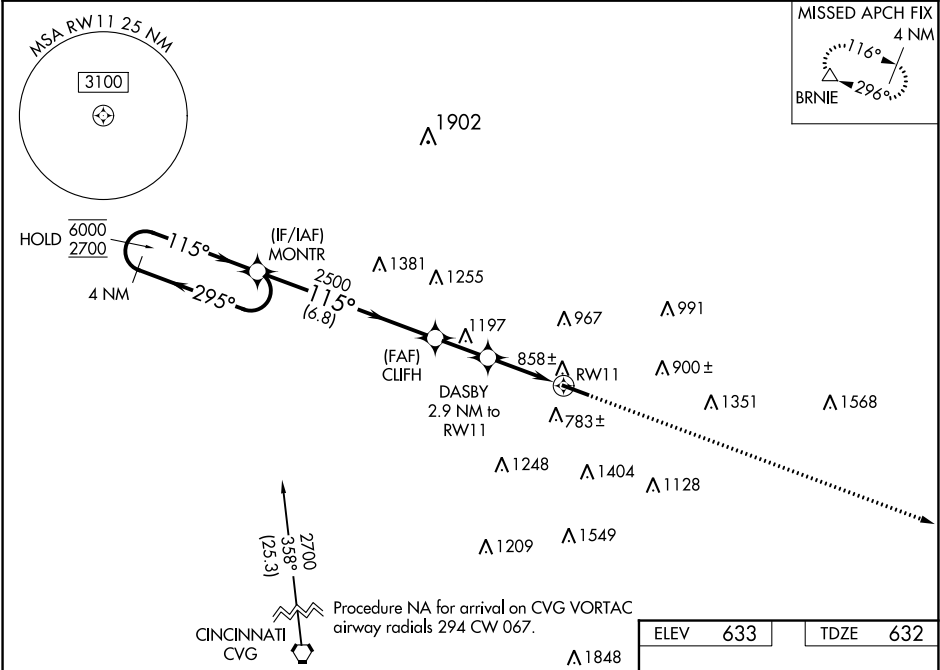 MSA RW11 25 NM
3100
MISSED APCH FIX
4 NM
116°
296°
BRNIE
1902
HOLD
6000
2700
115°
295°
4 NM
(IF/IAF)
MONTR
2500
115°
(6.8)
1381
1255
1197
967
991
(FAF)
CLIFH
DASBY
2.9 NM to
RW11
858±
RW11
900±
783±
1351
1568
1248
1404
1128
1209
1549
2700
358°
(25.3)
CINCINNATI
CVG
Procedure NA for arrival on CVG VORTAC
airway radials 294 CW 067.
1848
ELEV 633
TDZE 632